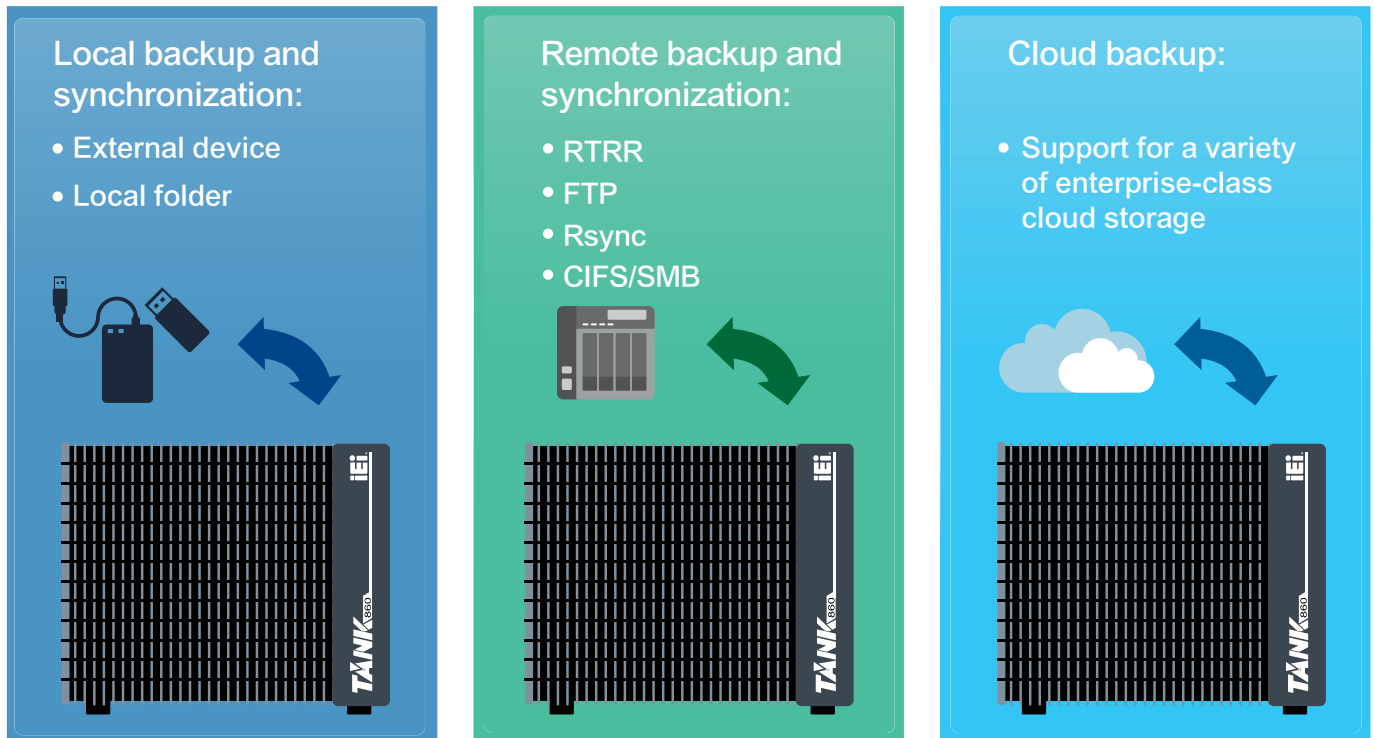 Local backup and
synchronization:
• External device
• Local folder
iEi
TANK 860
Remote backup and
synchronization:
• RTRR
• FTP
• Rsync
• CIFS/SMB
iEi
TANK 860
Cloud backup:
• Support for a variety
of enterprise-class
cloud storage
iEi
TANK 860